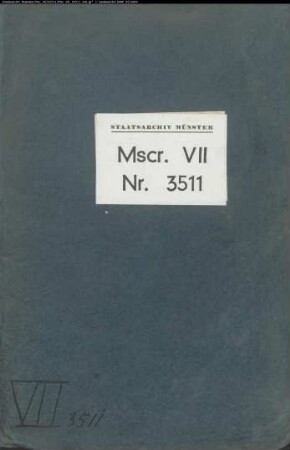 STAATSARCHIV MÜNSTER
Mscr. VII
Nr. 3511
VII 3511